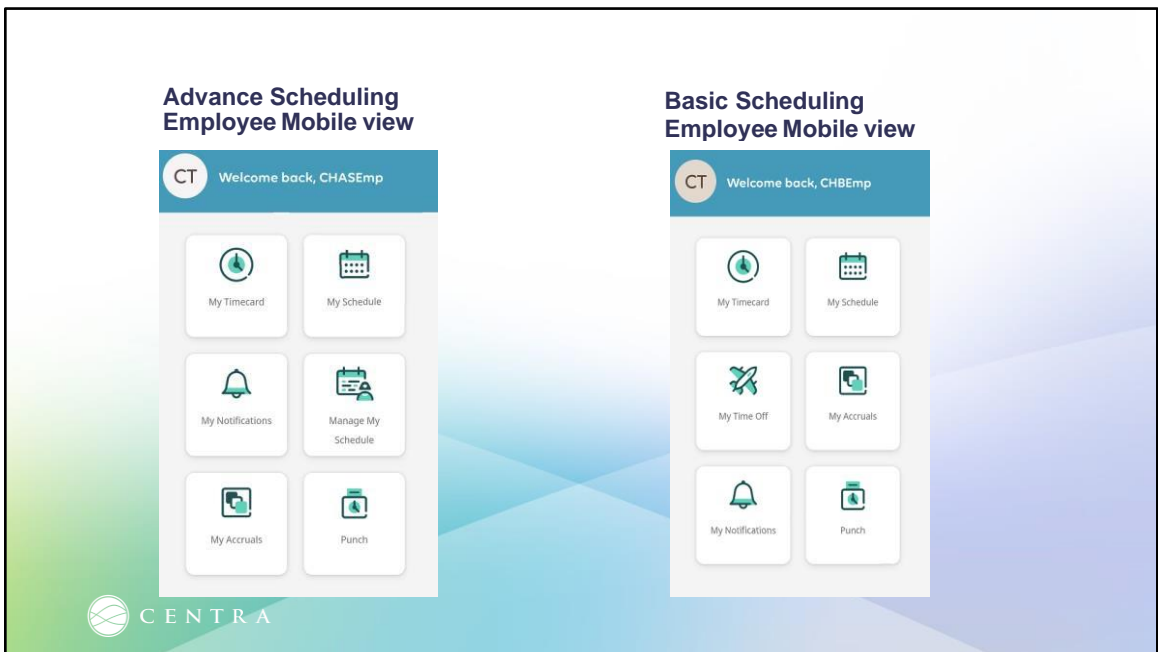 Advance Scheduling
Employee Mobile view
CT
Welcome back, CHASEmp
My Timecard
My Schedule
My Notifications
Manage My
Schedule
My Accruals
Punch
Basic Scheduling
Employee Mobile view
CT
Welcome back, CHBEmp
My Timecard
My Schedule
My Time Off
My Accruals
My Notifications
Punch
CENTRA